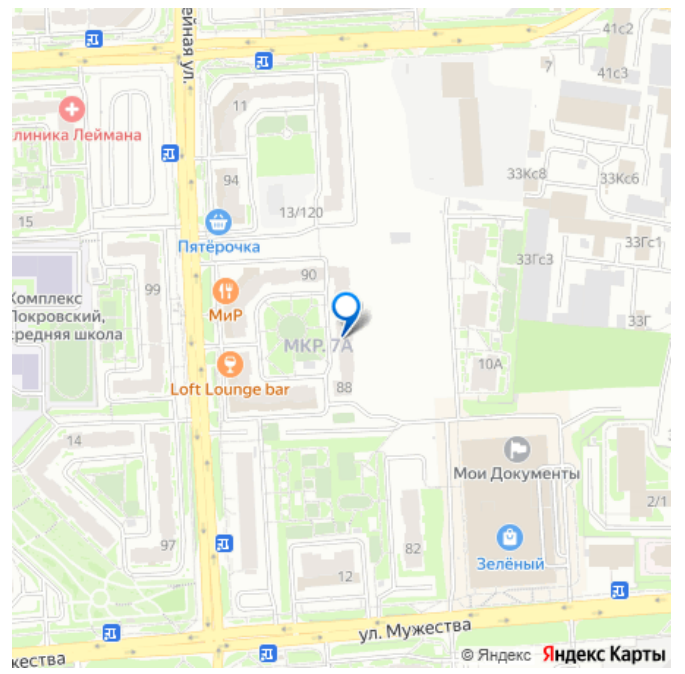 41с2
ейная ул.
7
41с3
11
линика Леймана
94
33Кс8
33Кс6
13/120
15
Пятёрочка
33Гс1
33Гс3
90
99
Комплекс
Покровский,
средняя школа
МиР
33Г
МКР. 7А
10А
Loft Lounge bar
88
14
Мои Документы
2/1
97
82
Зелёный
12
ул. Мужества
жества
© Яндекс Яндекс Карты